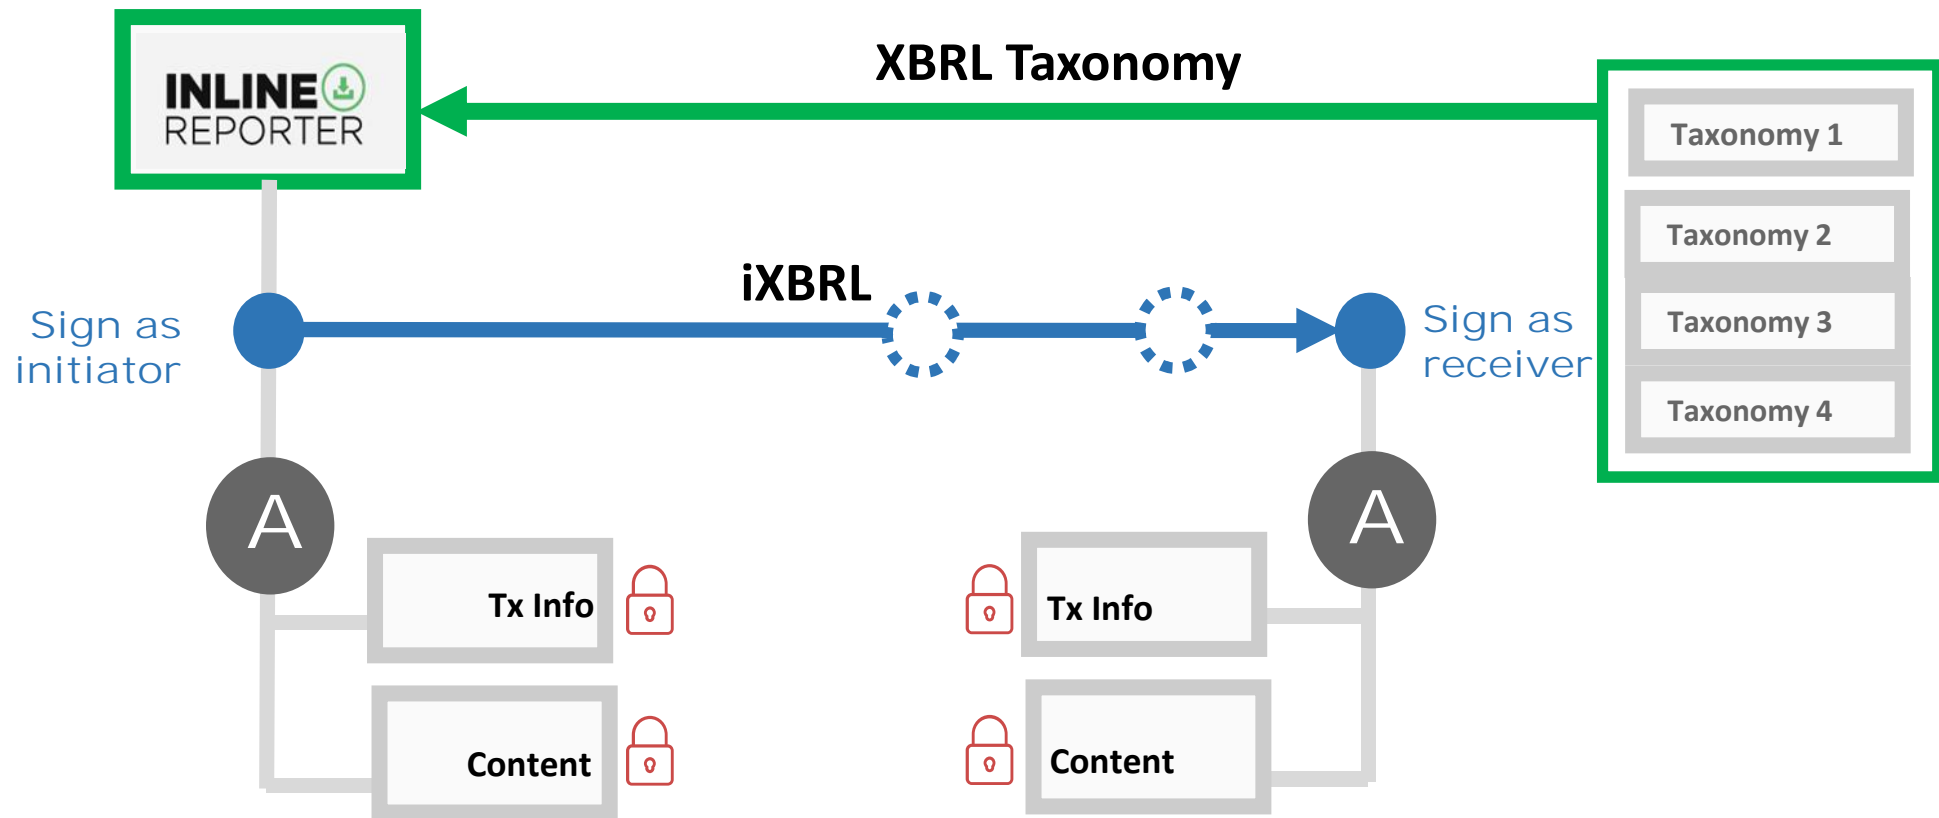 XBRL Taxonomy
INLINE
REPORTER
Taxonomy 1
Taxonomy 2
Taxonomy 3
Taxonomy 4
iXBRL
Sign as
initiator
Sign as
receiver
A
A
Tx Info
Tx Info
Content
Content